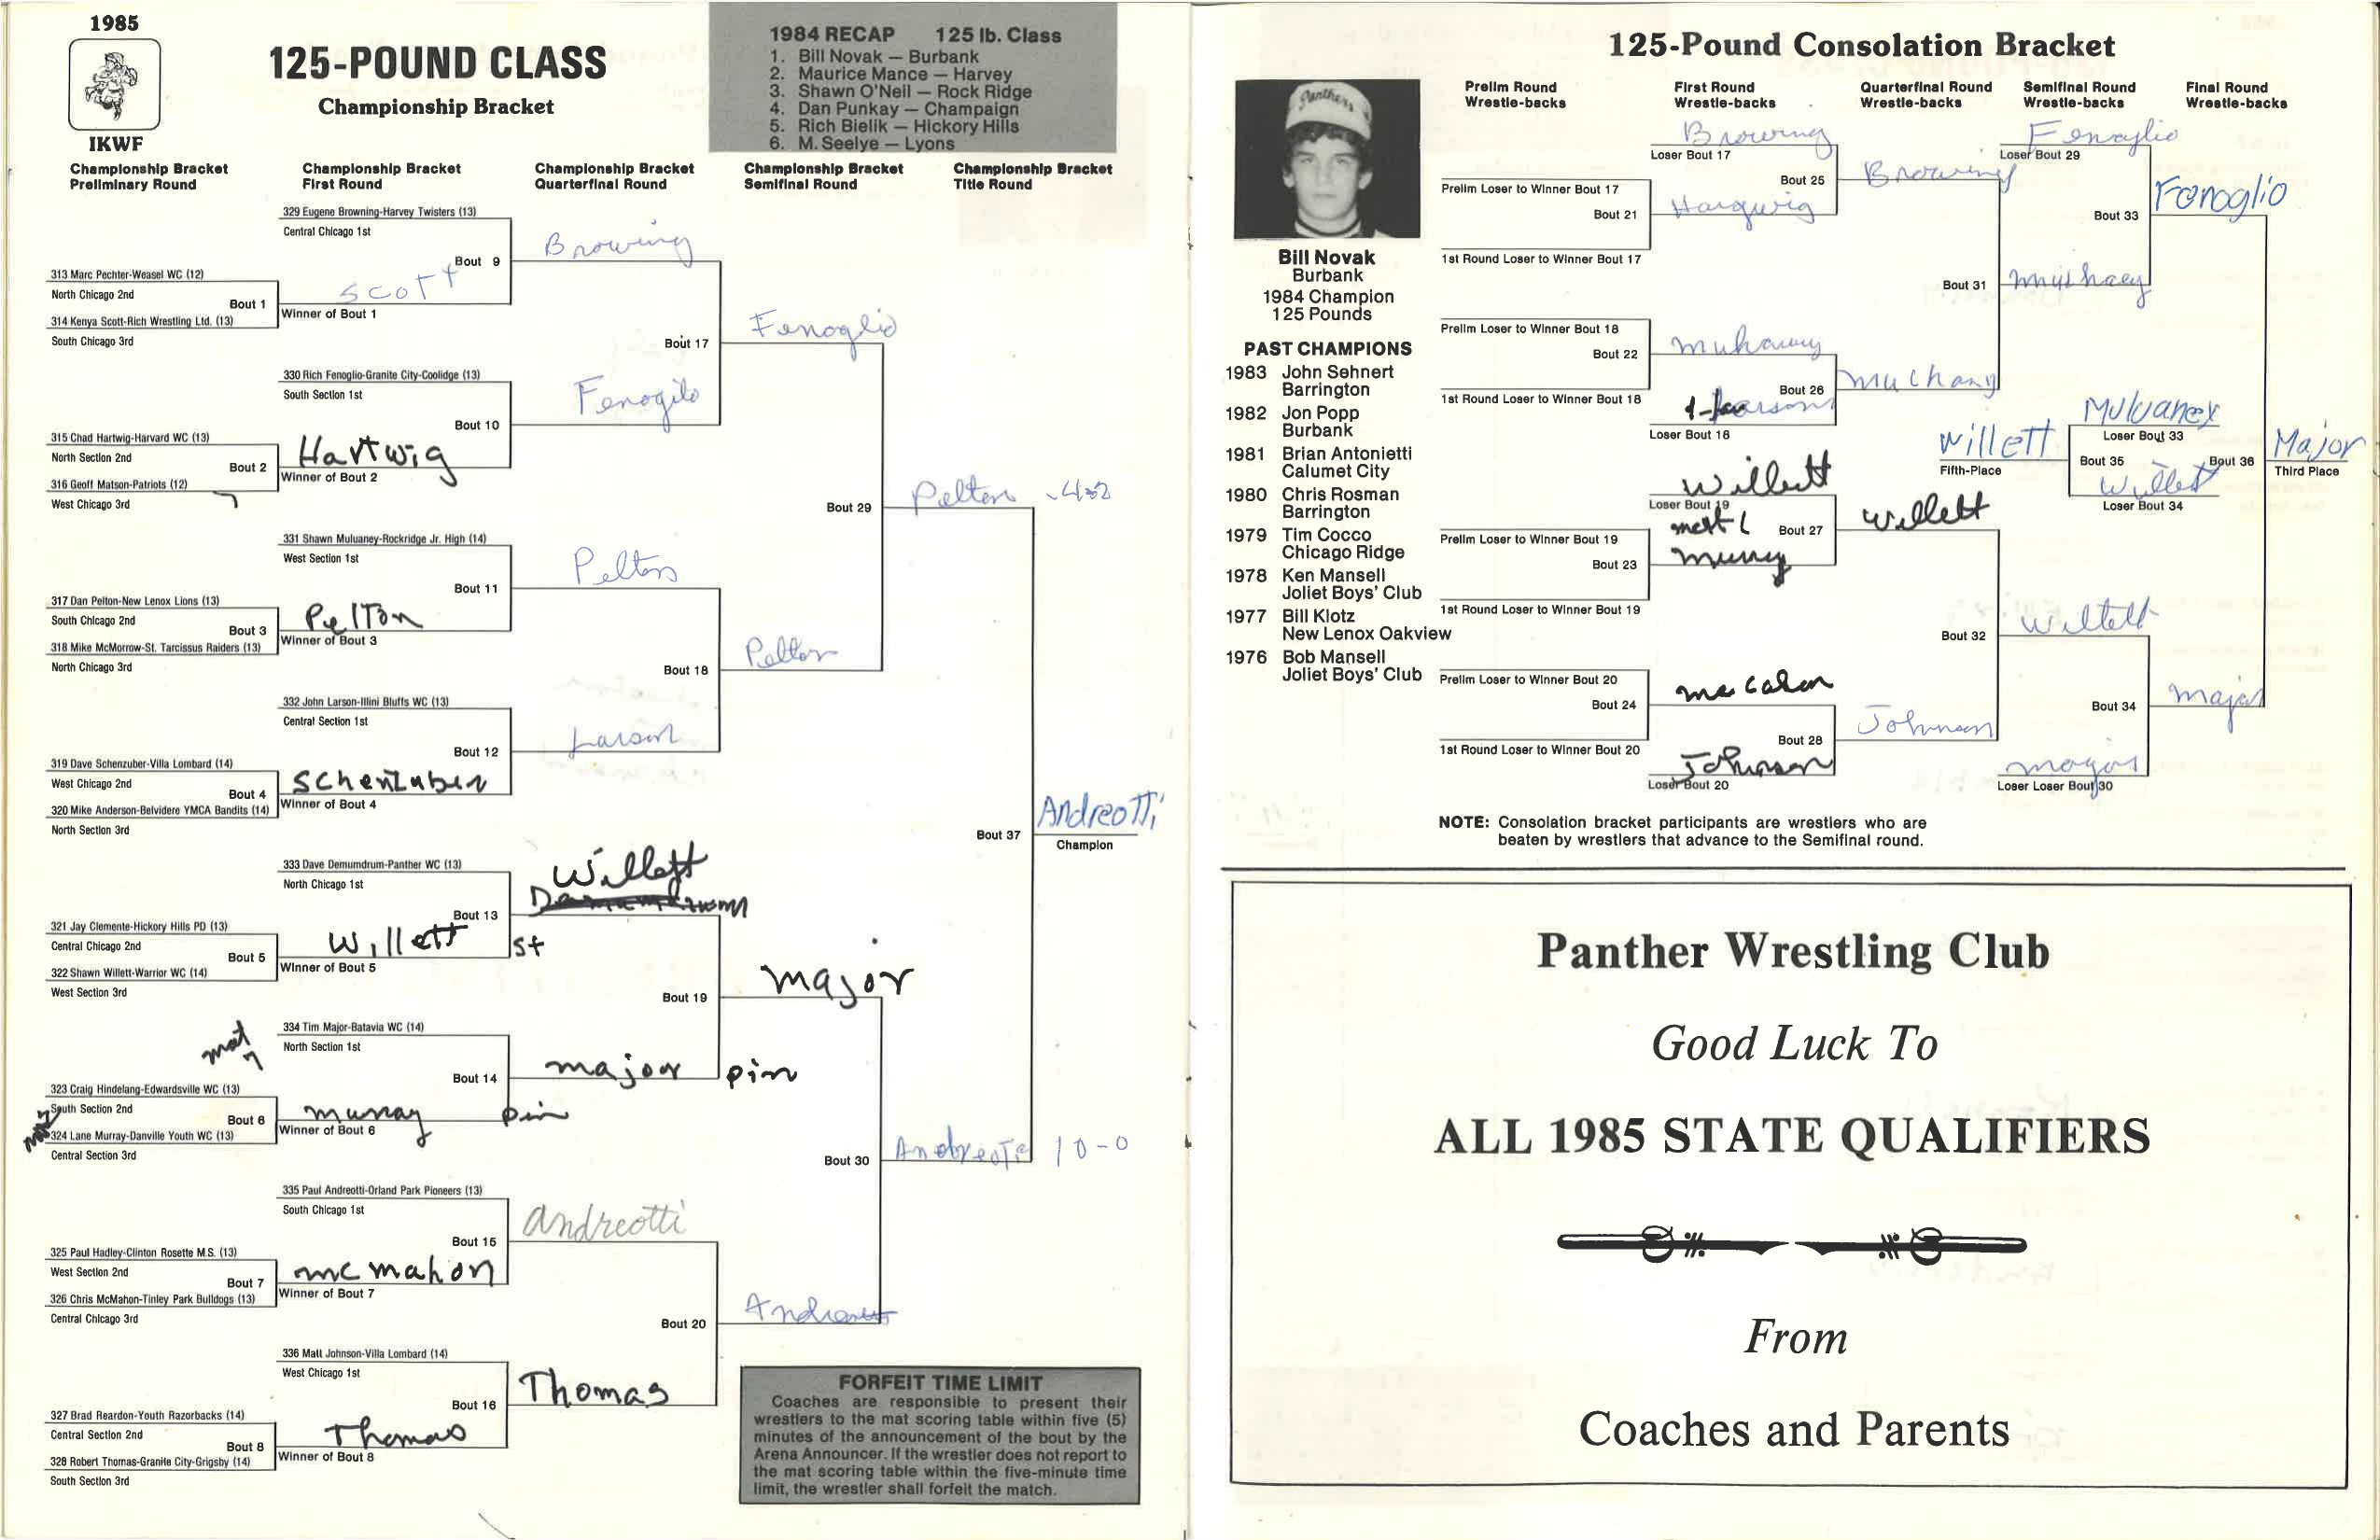 1985
IKWF
125-POUND CLASS
Championship Bracket
1984 RECAP 125 lb. Class
1. Bill Novak — Burbank
2. Maurice Mance — Harvey
3. Shawn O'Neil — Rock Ridge
4. Dan Punkay — Champaign
5. Rich Bielik — Hickory Hills
6. M. Seelye — Lyons
Championship Bracket
Preliminary Round
Championship Bracket
First Round
Championship Bracket
Quarterfinal Round
Championship Bracket
Semifinal Round
Championship Bracket
Title Round
329 Eugene Browning-Harvey Twisters (13)
Central Chicago 1st
Bout 9
Browing
313 Marc Pechter-Weasel WC (12)
North Chicago 2nd
Bout 1
Scott
Winner of Bout 1
314 Kenya Scott-Rich Wrestling Ltd. (13)
South Chicago 3rd
Bout 17
Fenoglio
330 Rich Fenoglio-Granite City-Coolidge (13)
South Section 1st
Bout 10
Fenogilo
315 Chad Hartwig-Harvard WC (13)
North Section 2nd
Bout 2
Hartwig
Winner of Bout 2
316 Geoff Matson-Patriots (12)
West Chicago 3rd
Bout 29
Pelton
331 Shawn Muluaney-Rockridge Jr. High (14)
West Section 1st
Bout 11
Pelton
317 Dan Pelton-New Lenox Lions (13)
South Chicago 2nd
Bout 3
Pelton
Winner of Bout 3
318 Mike McMorrow-St. Tarcissus Raiders (13)
North Chicago 3rd
Bout 18
Pelton
332 John Larson-Illini Bluffs WC (13)
Central Section 1st
Bout 12
Larson
319 Dave Schenzuber-Villa Lombard (14)
West Chicago 2nd
Bout 4
Schenzuber
Winner of Bout 4
320 Mike Anderson-Belvidere YMCA Bandits (14)
North Section 3rd
Bout 37
Andreotti
Champion
333 Dave Demumdrum-Panther WC (13)
North Chicago 1st
Bout 13
Willett
321 Jay Clemente-Hickory Hills PD (13)
Central Chicago 2nd
Bout 5
Willett
st
Winner of Bout 5
322 Shawn Willett-Warrior WC (14)
West Section 3rd
Bout 19
major
334 Tim Major-Batavia WC (14)
North Section 1st
mat 7
Bout 14
major
pin
323 Craig Hindelang-Edwardsville WC (13)
South Section 2nd
Bout 6
murray
pin
Winner of Bout 6
324 Lane Murray-Danville Youth WC (13)
Central Section 3rd
Bout 30
Andreotti 10-0
335 Paul Andreotti-Orland Park Pioneers (13)
South Chicago 1st
Bout 15
Andreotti
325 Paul Hadley-Clinton Rosette M.S. (13)
West Section 2nd
Bout 7
mc mahon
Winner of Bout 7
326 Chris McMahon-Tinley Park Bulldogs (13)
Central Chicago 3rd
Bout 20
Andreotti
336 Matt Johnson-Villa Lombard (14)
West Chicago 1st
Bout 16
Thomas
327 Brad Reardon-Youth Razorbacks (14)
Central Section 2nd
Bout 8
Thomas
Winner of Bout 8
328 Robert Thomas-Granite City-Grigsby (14)
South Section 3rd
FORFEIT TIME LIMIT
Coaches are responsible to present their
wrestlers to the mat scoring table within five (5)
minutes of the announcement of the bout by the
Arena Announcer. If the wrestler does not report to
the mat scoring table within the five-minute time
limit, the wrestler shall forfeit the match.
125-Pound Consolation Bracket
Panthers
Bill Novak
Burbank
1984 Champion
125 Pounds
PAST CHAMPIONS
1983 John Sehnert
Barrington
1982 Jon Popp
Burbank
1981 Brian Antonietti
Calumet City
1980 Chris Rosman
Barrington
1979 Tim Cocco
Chicago Ridge
1978 Ken Mansell
Joliet Boys' Club
1977 Bill Klotz
New Lenox Oakview
1976 Bob Mansell
Joliet Boys' Club
Prelim Round
Wrestle-backs
First Round
Wrestle-backs
Quarterfinal Round
Wrestle-backs
Semifinal Round
Wrestle-backs
Final Round
Wrestle-backs
Browing
Loser Bout 17
Bout 25
Browing
Prelim Loser to Winner Bout 17
Bout 21
1st Round Loser to Winner Bout 17
Fenoglio
Loser Bout 29
Bout 33
Fenoglio
Bout 31
Prelim Loser to Winner Bout 18
Bout 22
1st Round Loser to Winner Bout 18
Bout 26
Loser Bout 18
Willett
Fifth-Place
Muluaney
Loser Bout 33
Bout 35
Willett
Loser Bout 34
Bout 36
Major
Third Place
Willett
Loser Bout 19
Bout 27
Willett
Prelim Loser to Winner Bout 19
Bout 23
1st Round Loser to Winner Bout 19
Bout 32
Willett
Prelim Loser to Winner Bout 20
Bout 24
1st Round Loser to Winner Bout 20
Bout 28
Johnson
Johnson
Loser Bout 20
Bout 34
major
Loser Loser Bout 30
NOTE: Consolation bracket participants are wrestlers who are
beaten by wrestlers that advance to the Semifinal round.
Panther Wrestling Club
Good Luck To
ALL 1985 STATE QUALIFIERS
From
Coaches and Parents